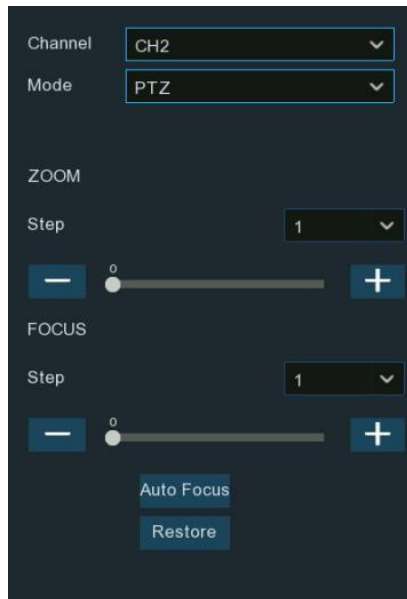 Channel CH2
Mode PTZ
ZOOM
Step 1
0
FOCUS
Step 1
0
Auto Focus
Restore